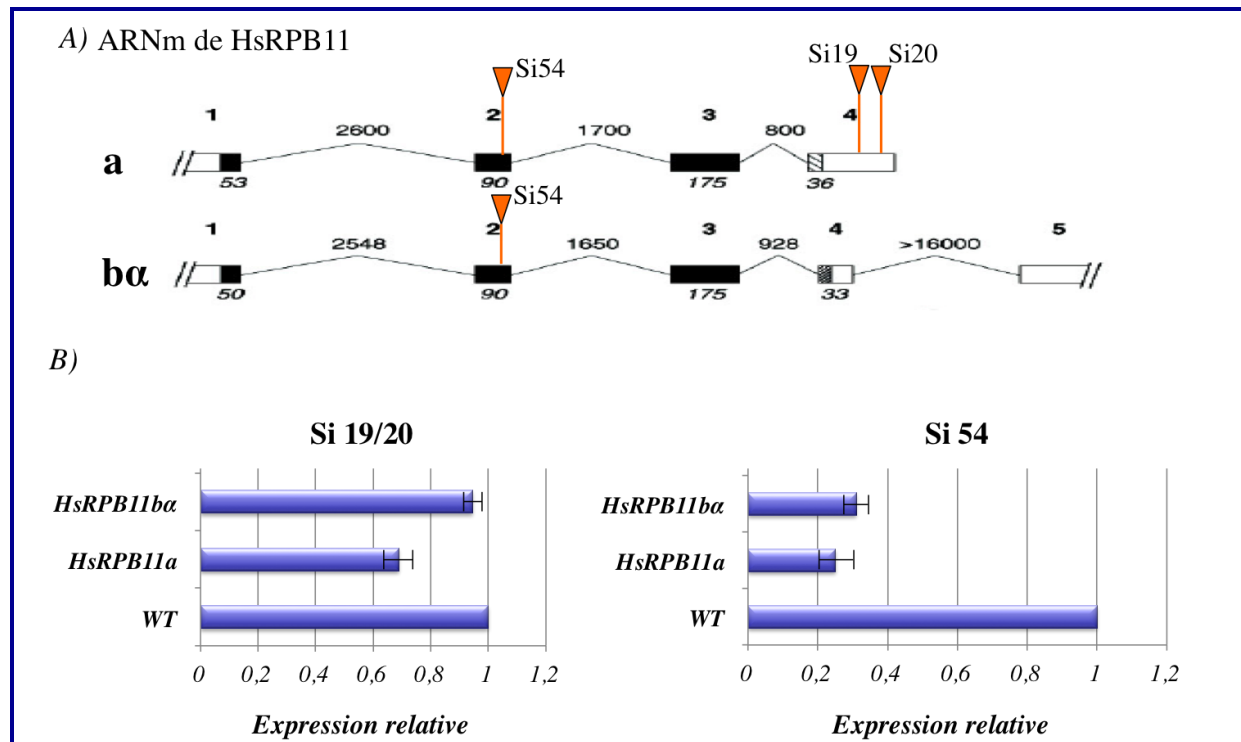 A) ARNm de HsRPB11
Si54
Si19 Si20
1 2 3 4
2600 1700 800
a
53 90 175 36
Si54
1 2 3 4 5
2548 1650 928 >16000
bα
50 90 175 33
B)
Si 19/20
HsRPB11bα
HsRPB11a
WT
0 0,2 0,4 0,6 0,8 1 1,2
Expression relative
Si 54
HsRPB11bα
HsRPB11a
WT
0 0,2 0,4 0,6 0,8 1 1,2
Expression relative